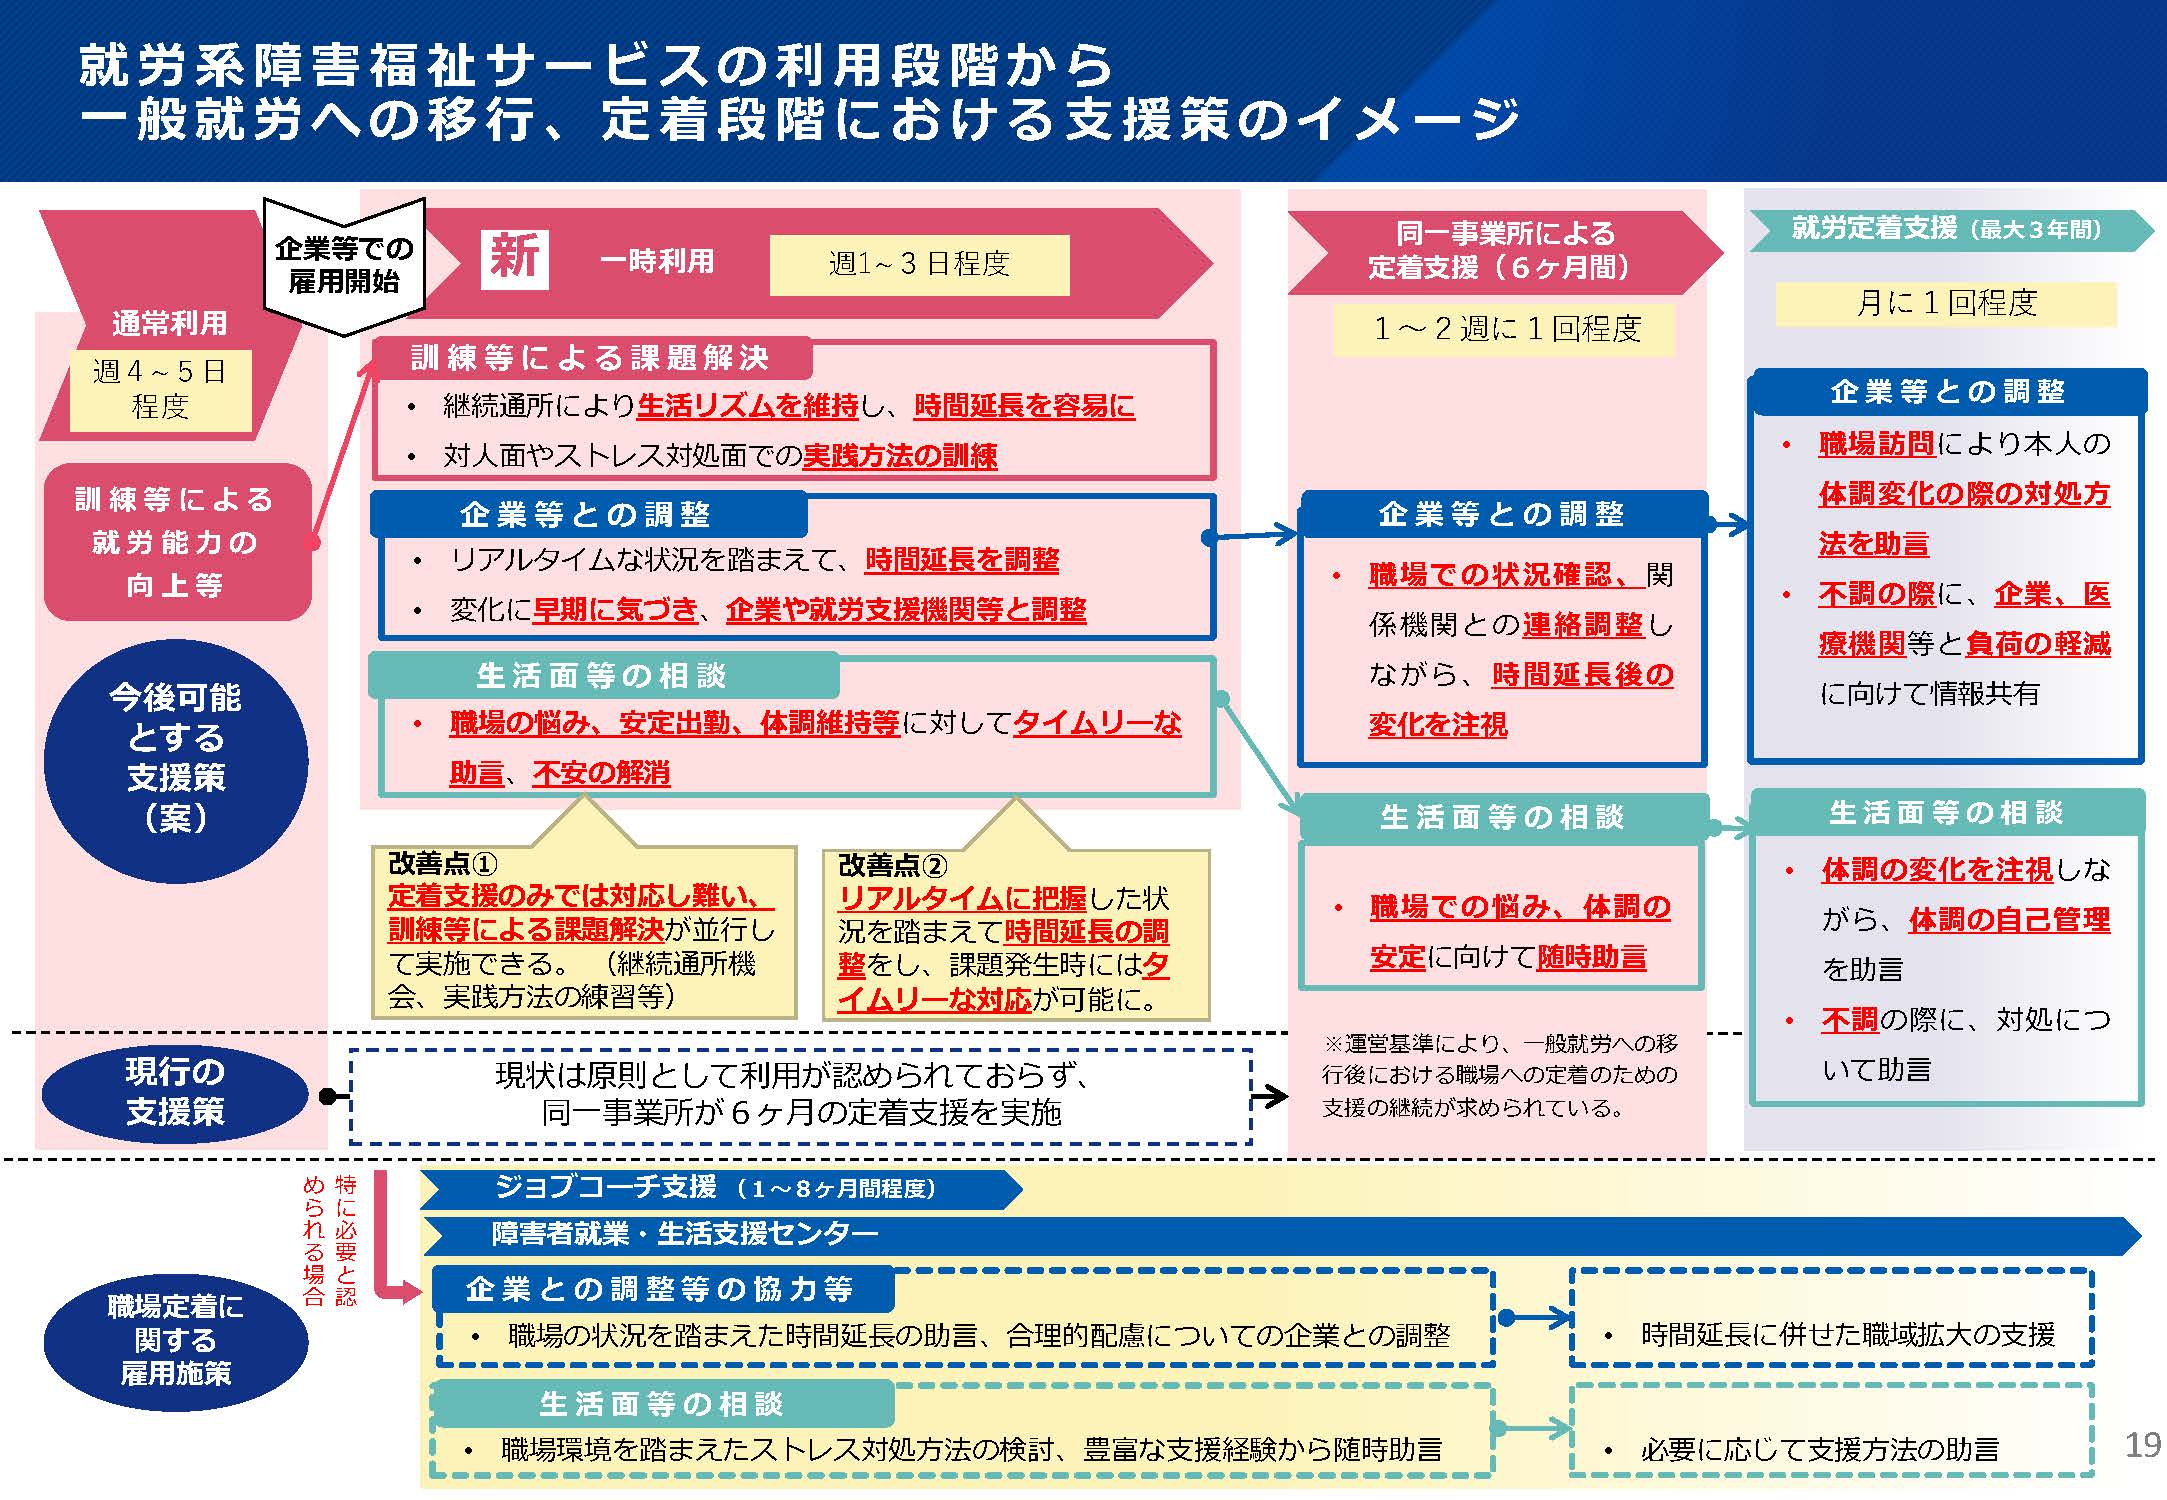 就労系障害福祉サービスの利用段階から
一般就労への移行、定着段階における支援策のイメージ
通常利用
週４～５日
程度
企業等での
雇用開始
新
一時利用
週1～３日程度
同一事業所による
定着支援（６ヶ月間）
１～２週に１回程度
就労定着支援（最大３年間）
月に１回程度
訓練等による
就労能力の
向上等
訓練等による課題解決
• 継続通所により生活リズムを維持し、時間延長を容易に
• 対人面やストレス対処面での実践方法の訓練
企業等との調整
• リアルタイムな状況を踏まえて、時間延長を調整
• 変化に早期に気づき、企業や就労支援機関等と調整
生活面等の相談
• 職場の悩み、安定出勤、体調維持等に対してタイムリーな
助言、不安の解消
企業等との調整
• 職場での状況確認、関
係機関との連絡調整し
ながら、時間延長後の
変化を注視
生活面等の相談
• 職場での悩み、体調の
安定に向けて随時助言
企業等との調整
• 職場訪問により本人の
体調変化の際の対処方
法を助言
• 不調の際に、企業、医
療機関等と負荷の軽減
に向けて情報共有
生活面等の相談
• 体調の変化を注視しな
がら、体調の自己管理
を助言
• 不調の際に、対処につ
いて助言
今後可能
とする
支援策
（案）
改善点①
定着支援のみでは対応し難い、
訓練等による課題解決が並行し
て実施できる。（継続通所機
会、実践方法の練習等）
改善点②
リアルタイムに把握した状
況を踏まえて時間延長の調
整をし、課題発生時にはタ
イムリーな対応が可能に。
現行の
支援策
現状は原則として利用が認められておらず、
同一事業所が６ヶ月の定着支援を実施
※運営基準により、一般就労への移
行後における職場への定着のための
支援の継続が求められている。
特に必要と認
められる場合
ジョブコーチ支援（１～８ヶ月間程度）
障害者就業・生活支援センター
職場定着に
関する
雇用施策
企業との調整等の協力等
• 職場の状況を踏まえた時間延長の助言、合理的配慮についての企業との調整
• 時間延長に併せた職域拡大の支援
生活面等の相談
• 職場環境を踏まえたストレス対処方法の検討、豊富な支援経験から随時助言
• 必要に応じて支援方法の助言
19